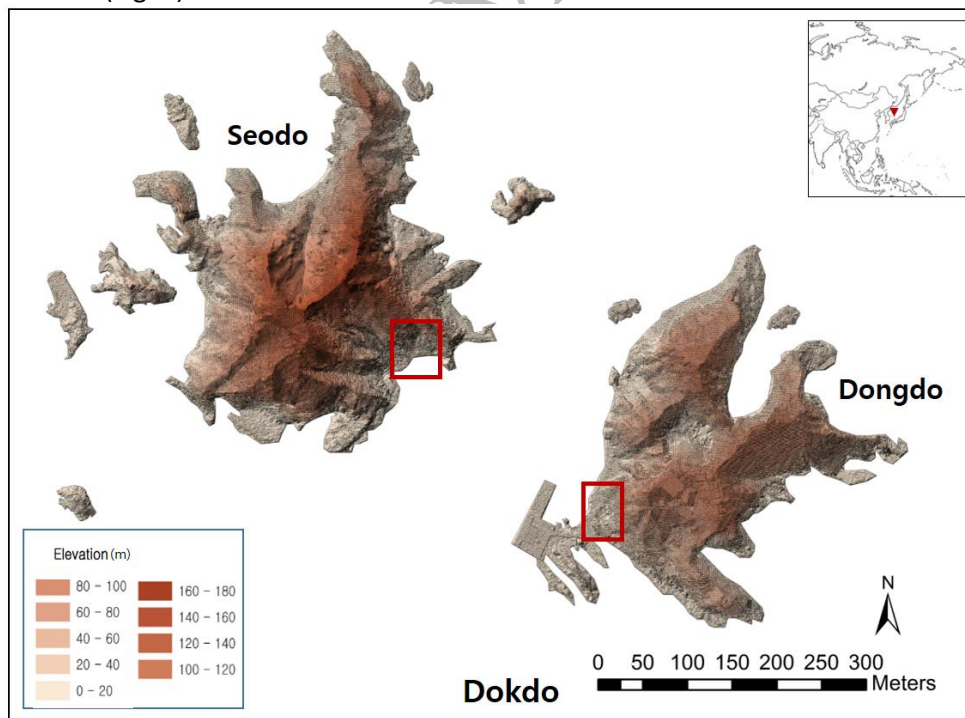 Seodo
Dongdo
Elevation (m)
80 – 100
60 – 80
40 – 60
20 – 40
0 – 20
160 – 180
140 – 160
120 – 140
100 – 120
N
0 50 100 150 200 250 300
Meters
Dokdo